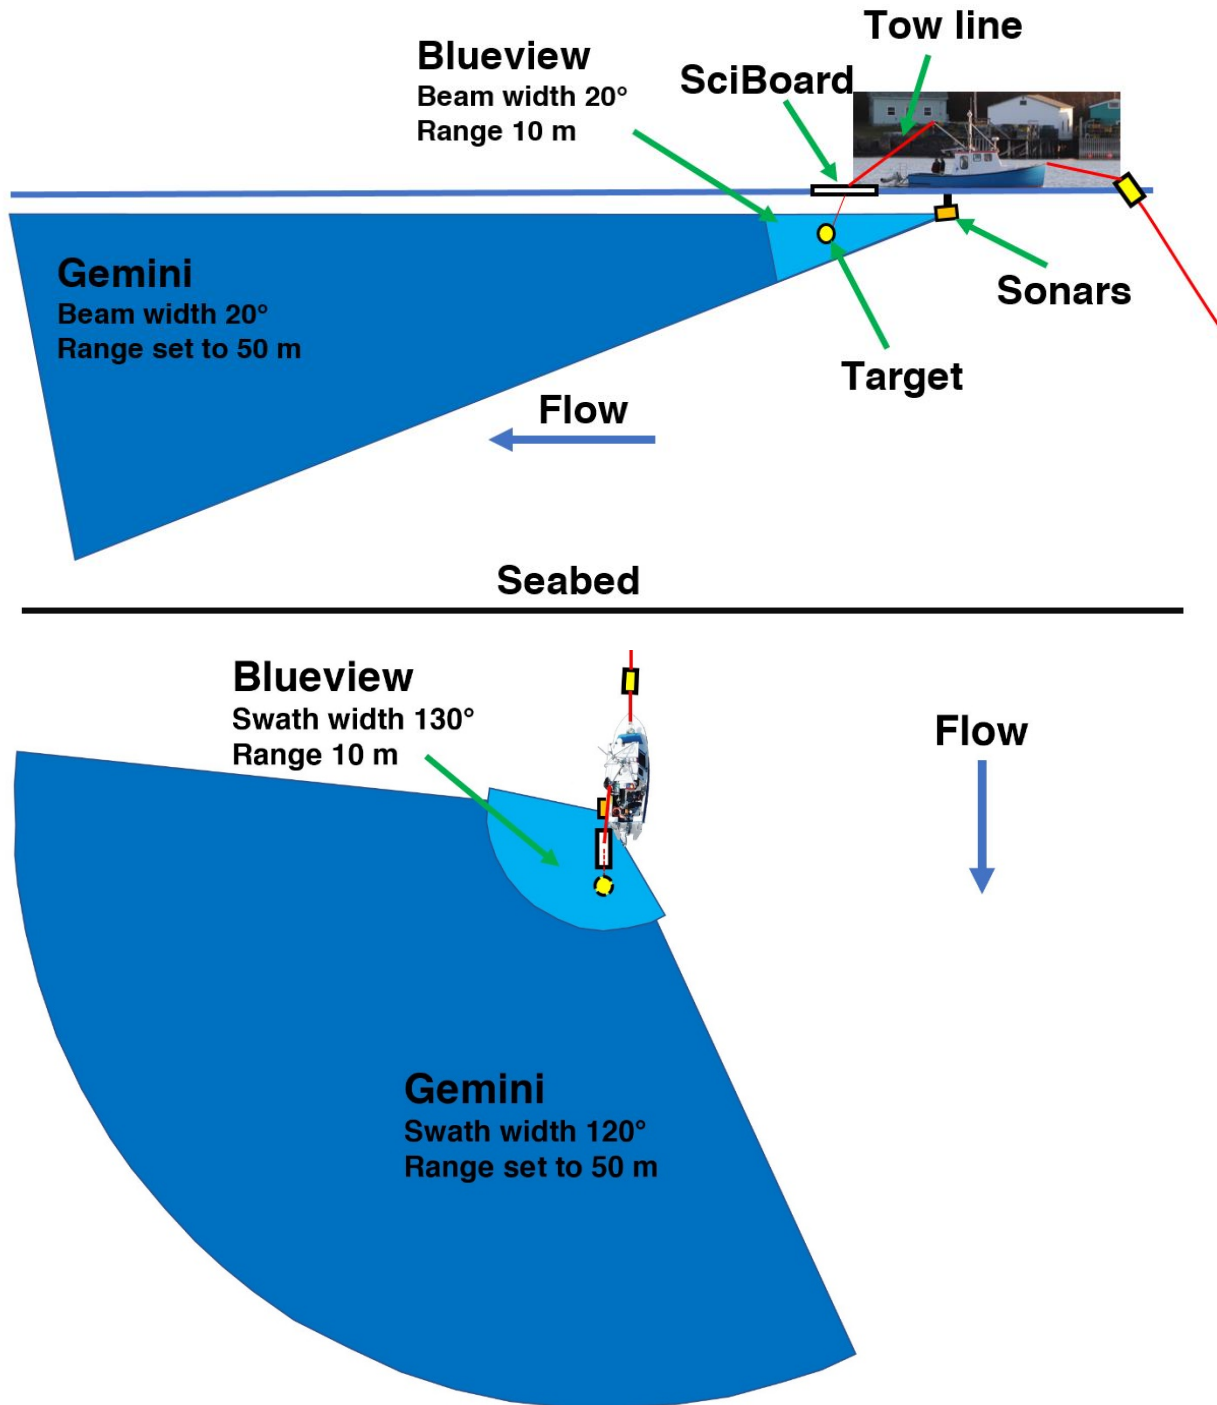 Tow line
Blueview
Beam width 20°
Range 10 m
SciBoard
Gemini
Beam width 20°
Range set to 50 m
Sonars
Target
Flow
Seabed
Blueview
Swath width 130°
Range 10 m
Flow
Gemini
Swath width 120°
Range set to 50 m